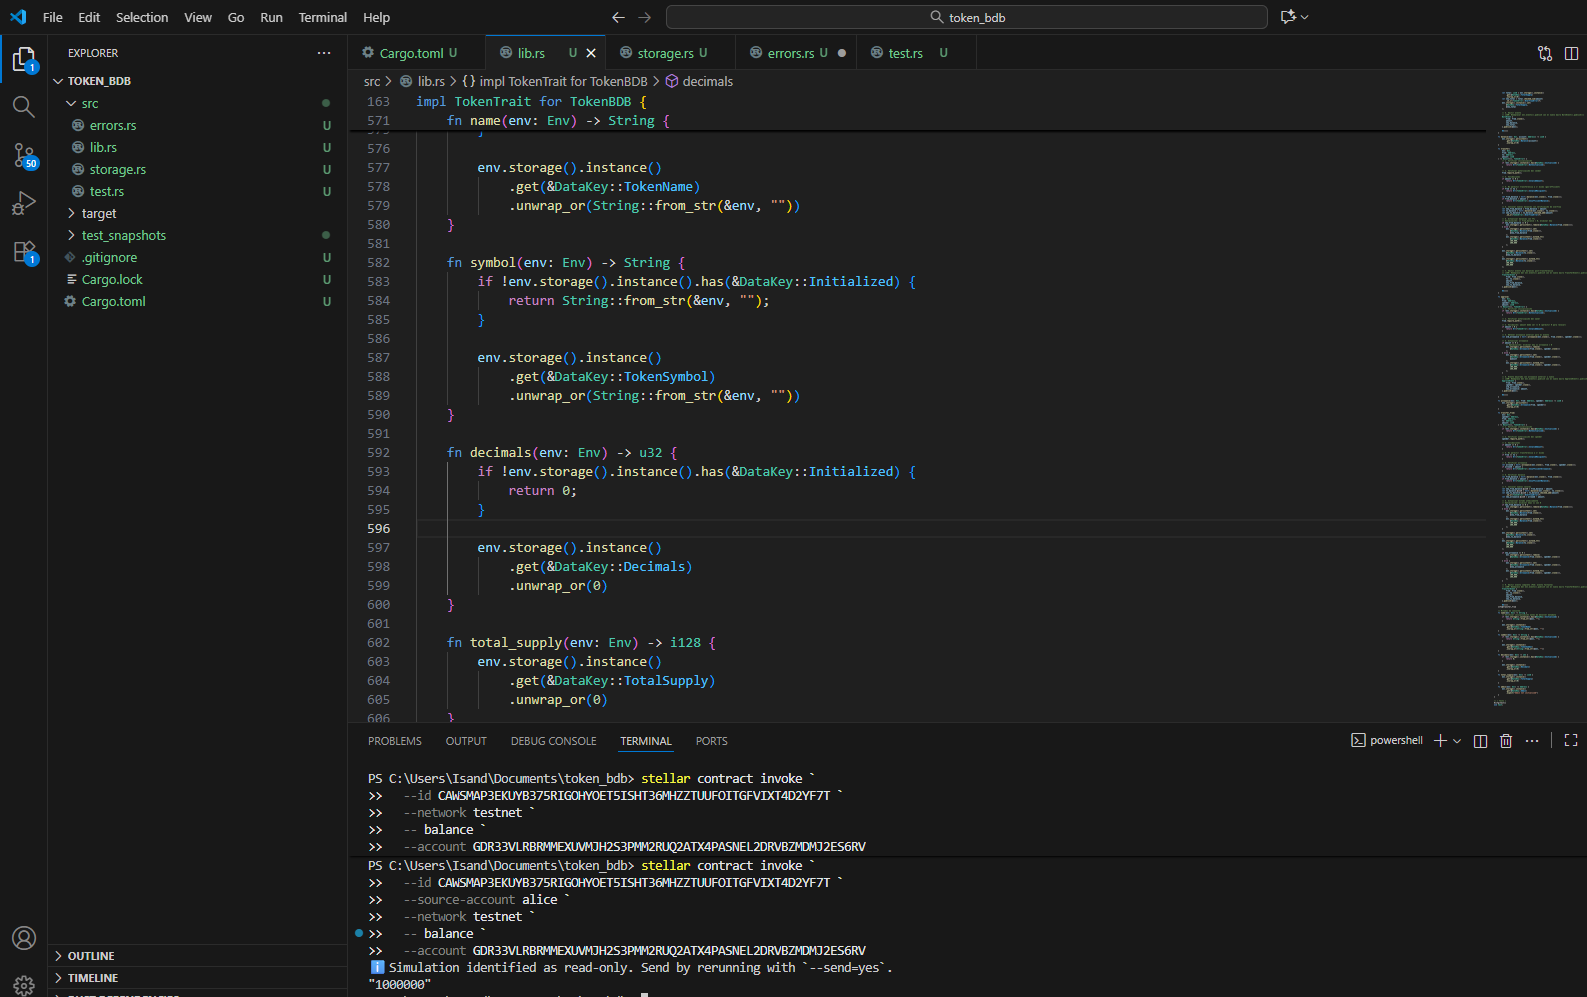 File Edit Selection View Go Run Terminal Help
token_bdb
EXPLORER
TOKEN_BDB
src
errors.rs U
lib.rs U
storage.rs U
test.rs U
target
test_snapshots
.gitignore U
Cargo.lock U
Cargo.toml U
1
50
1
OUTLINE
TIMELINE
Cargo.toml U lib.rs U storage.rs U errors.rs U test.rs U
src > lib.rs > {} impl TokenTrait for TokenBDB > decimals
163 impl TokenTrait for TokenBDB {
571 fn name(env: Env) -> String {
576
577 env.storage().instance()
578 .get(&DataKey::TokenName)
579 .unwrap_or(String::from_str(&env, ""))
580 }
581
582 fn symbol(env: Env) -> String {
583 if !env.storage().instance().has(&DataKey::Initialized) {
584 return String::from_str(&env, "");
585 }
586
587 env.storage().instance()
588 .get(&DataKey::TokenSymbol)
589 .unwrap_or(String::from_str(&env, ""))
590 }
591
592 fn decimals(env: Env) -> u32 {
593 if !env.storage().instance().has(&DataKey::Initialized) {
594 return 0;
595 }
596
597 env.storage().instance()
598 .get(&DataKey::Decimals)
599 .unwrap_or(0)
600 }
601
602 fn total_supply(env: Env) -> i128 {
603 env.storage().instance()
604 .get(&DataKey::TotalSupply)
605 .unwrap_or(0)
606 }
PROBLEMS OUTPUT DEBUG CONSOLE TERMINAL PORTS
powershell
PS C:\Users\Isand\Documents\token_bdb> stellar contract invoke `
>> --id CAWSMAP3EKUYB375RIGOHYOET5ISHT36MHZZTUUFOITGFVIXT4D2YF7T `
>> --network testnet `
>> -- balance `
>> --account GDR33VLRBRMMEXUVMJH2S3PMM2RUQ2ATX4PASNEL2DRVBZMDMJ2ES6RV
PS C:\Users\Isand\Documents\token_bdb> stellar contract invoke `
>> --id CAWSMAP3EKUYB375RIGOHYOET5ISHT36MHZZTUUFOITGFVIXT4D2YF7T `
>> --source-account alice `
>> --network testnet `
>> -- balance `
>> --account GDR33VLRBRMMEXUVMJH2S3PMM2RUQ2ATX4PASNEL2DRVBZMDMJ2ES6RV
Simulation identified as read-only. Send by rerunning with `--send=yes`.
"1000000"